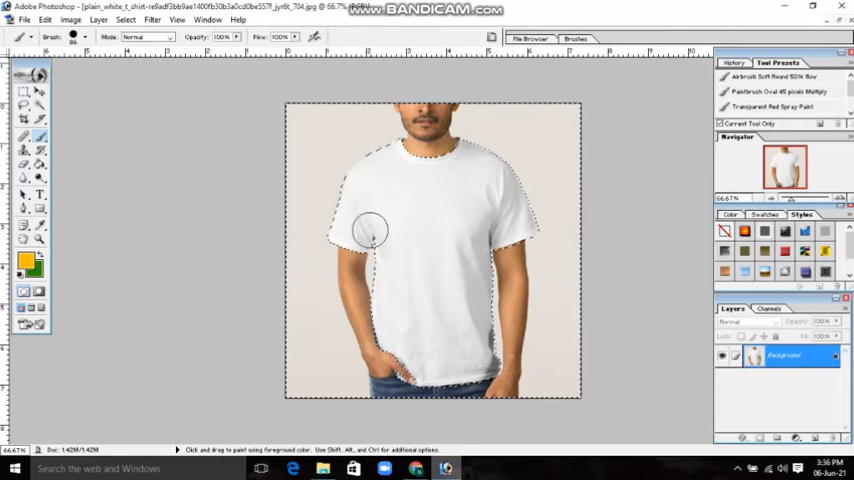 Adobe Photoshop - [plain_white_t_shirt-re9adf3bb9400fb30b3a0cd0be557f_jyr6t_704.jpg @ 66.7% (RGB)]
www.BANDICAM.com
File Edit Image Layer Select Filter View Window Help
Brush: 86 Mode: Normal Opacity: 100% Flow: 100%
File Browser Brushes
History Tool Presets
Airbrush Soft Round 50% flow
Paintbrush Oval 45 pixels Multiply
Transparent Red Spray Paint
Current Tool Only
Navigator
66.67%
Color Swatches Styles
Layers Channels
Normal Opacity: 100%
Lock: Fill: 100%
Background
66.67% Doc: 1.42M/1.42M Click and drag to paint using foreground color. Use Shift, Alt, and Ctrl for additional options.
Search the web and Windows
3:36 PM
06-Jun-21